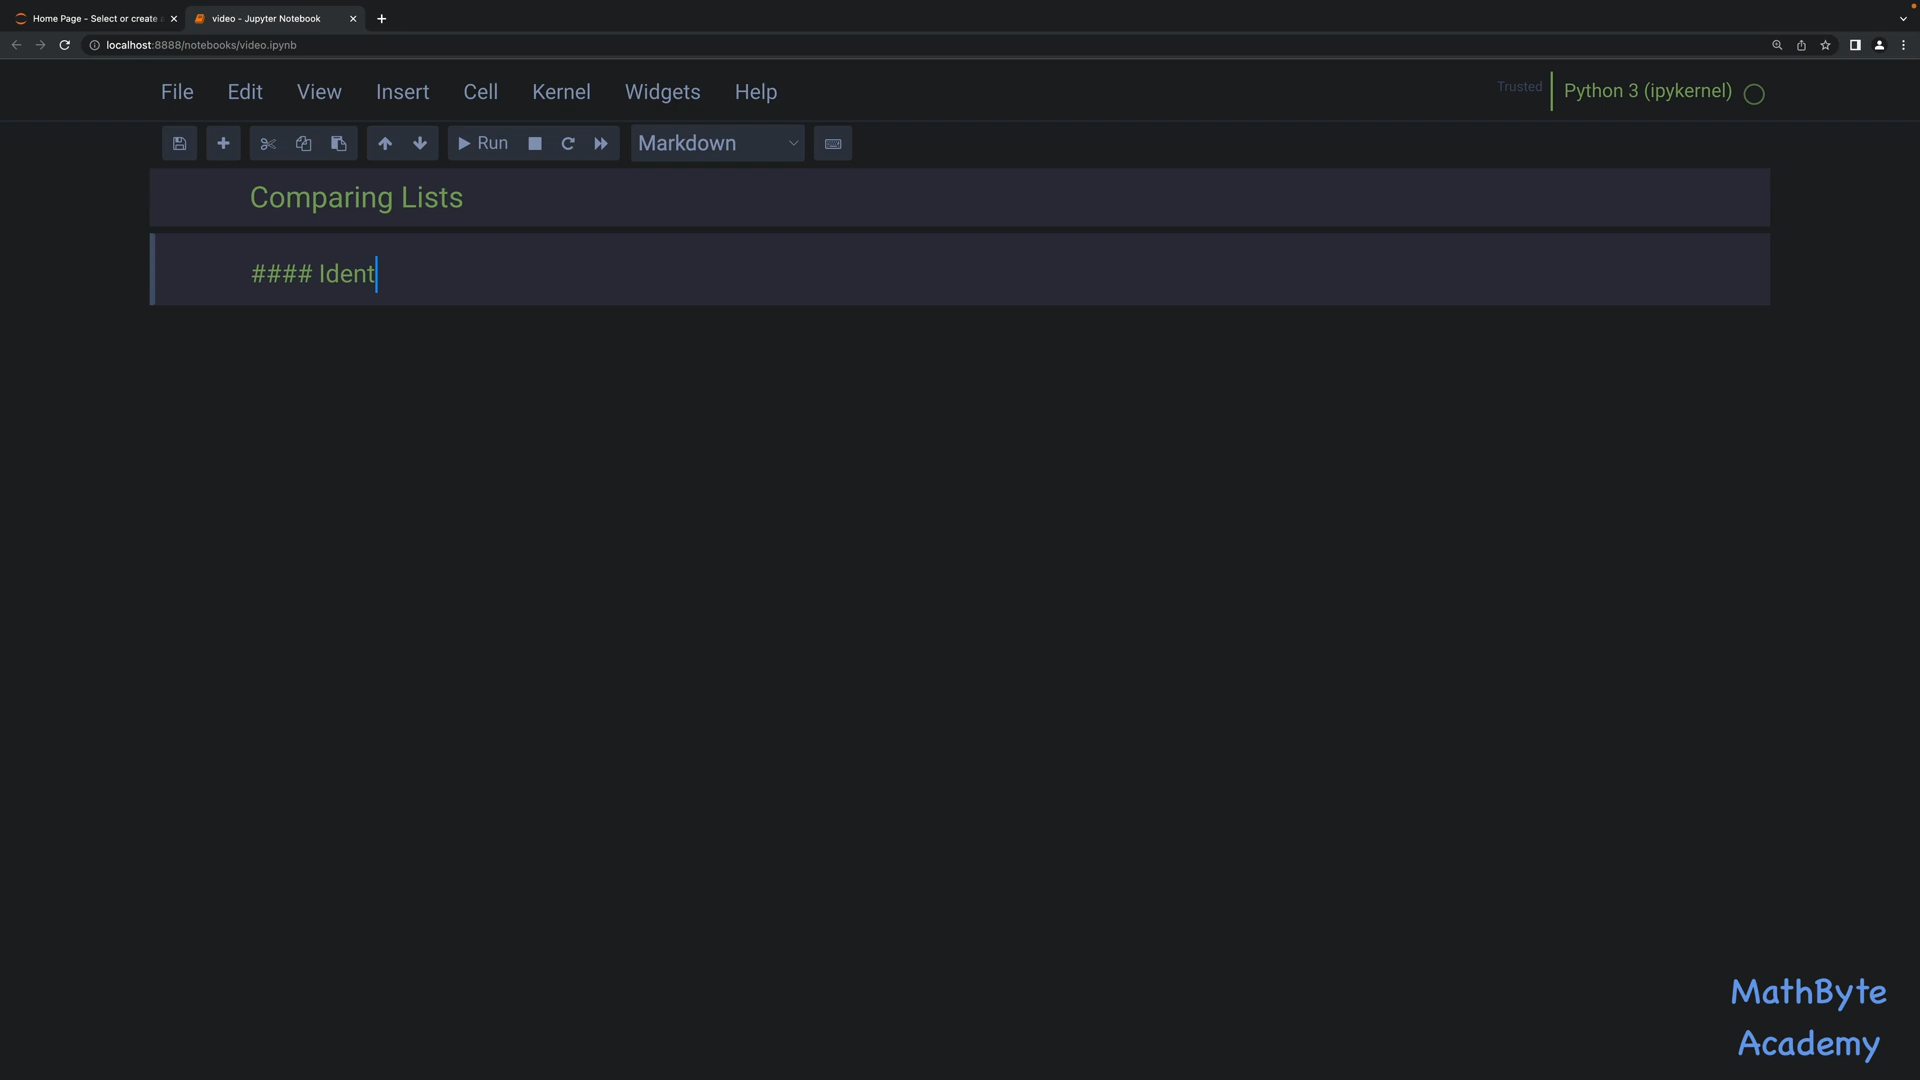 Home Page - Select or create a
video - Jupyter Notebook
localhost:8888/notebooks/video.ipynb
File Edit View Insert Cell Kernel Widgets Help
Trusted
Python 3 (ipykernel)
Run
Markdown
Comparing Lists
#### Ident
MathByte
Academy